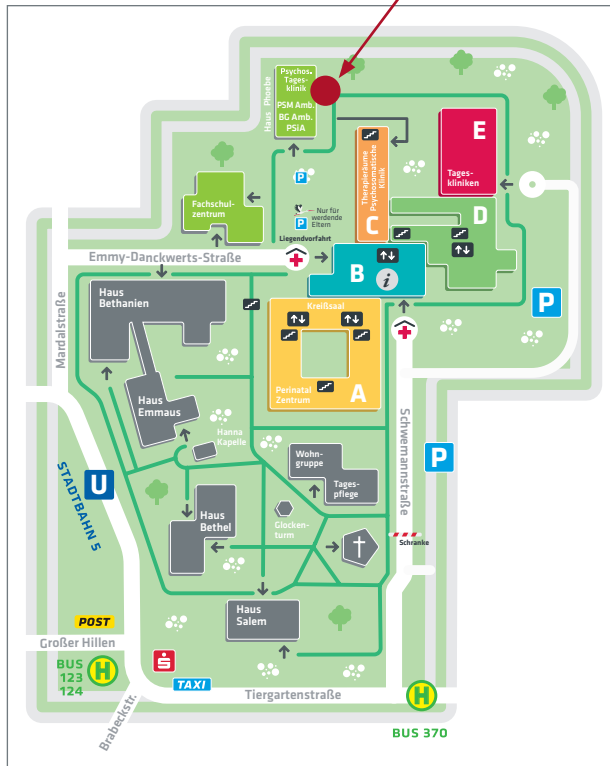 Psychos.
Tages-
klinik
PSM Amb.
BG Amb.
PSIA
Haus Phoebe
E
Tages-
kliniken
Therapieräume
Psychosomatische
Klinik
C
D
P
Nur für
werdende
Eltern
P
Fachschul-
zentrum
Liegendvorfahrt
Emmy-Danckwerts-Straße
Mardalstraße
B
i
P
Haus
Bethanien
Kreißsaal
Perinatal
Zentrum
A
Haus
Emmaus
Hanna
Kapelle
Schwemannstraße
Wohn-
gruppe
Tages-
pflege
P
U
STADTBAHN 5
Haus
Bethel
Glocken-
turm
Schranke
Haus
Salem
POST
Großer Hillen
BUS
123
124
H
S
TAXI
Tiergartenstraße
Brabeckstr.
H
BUS 370